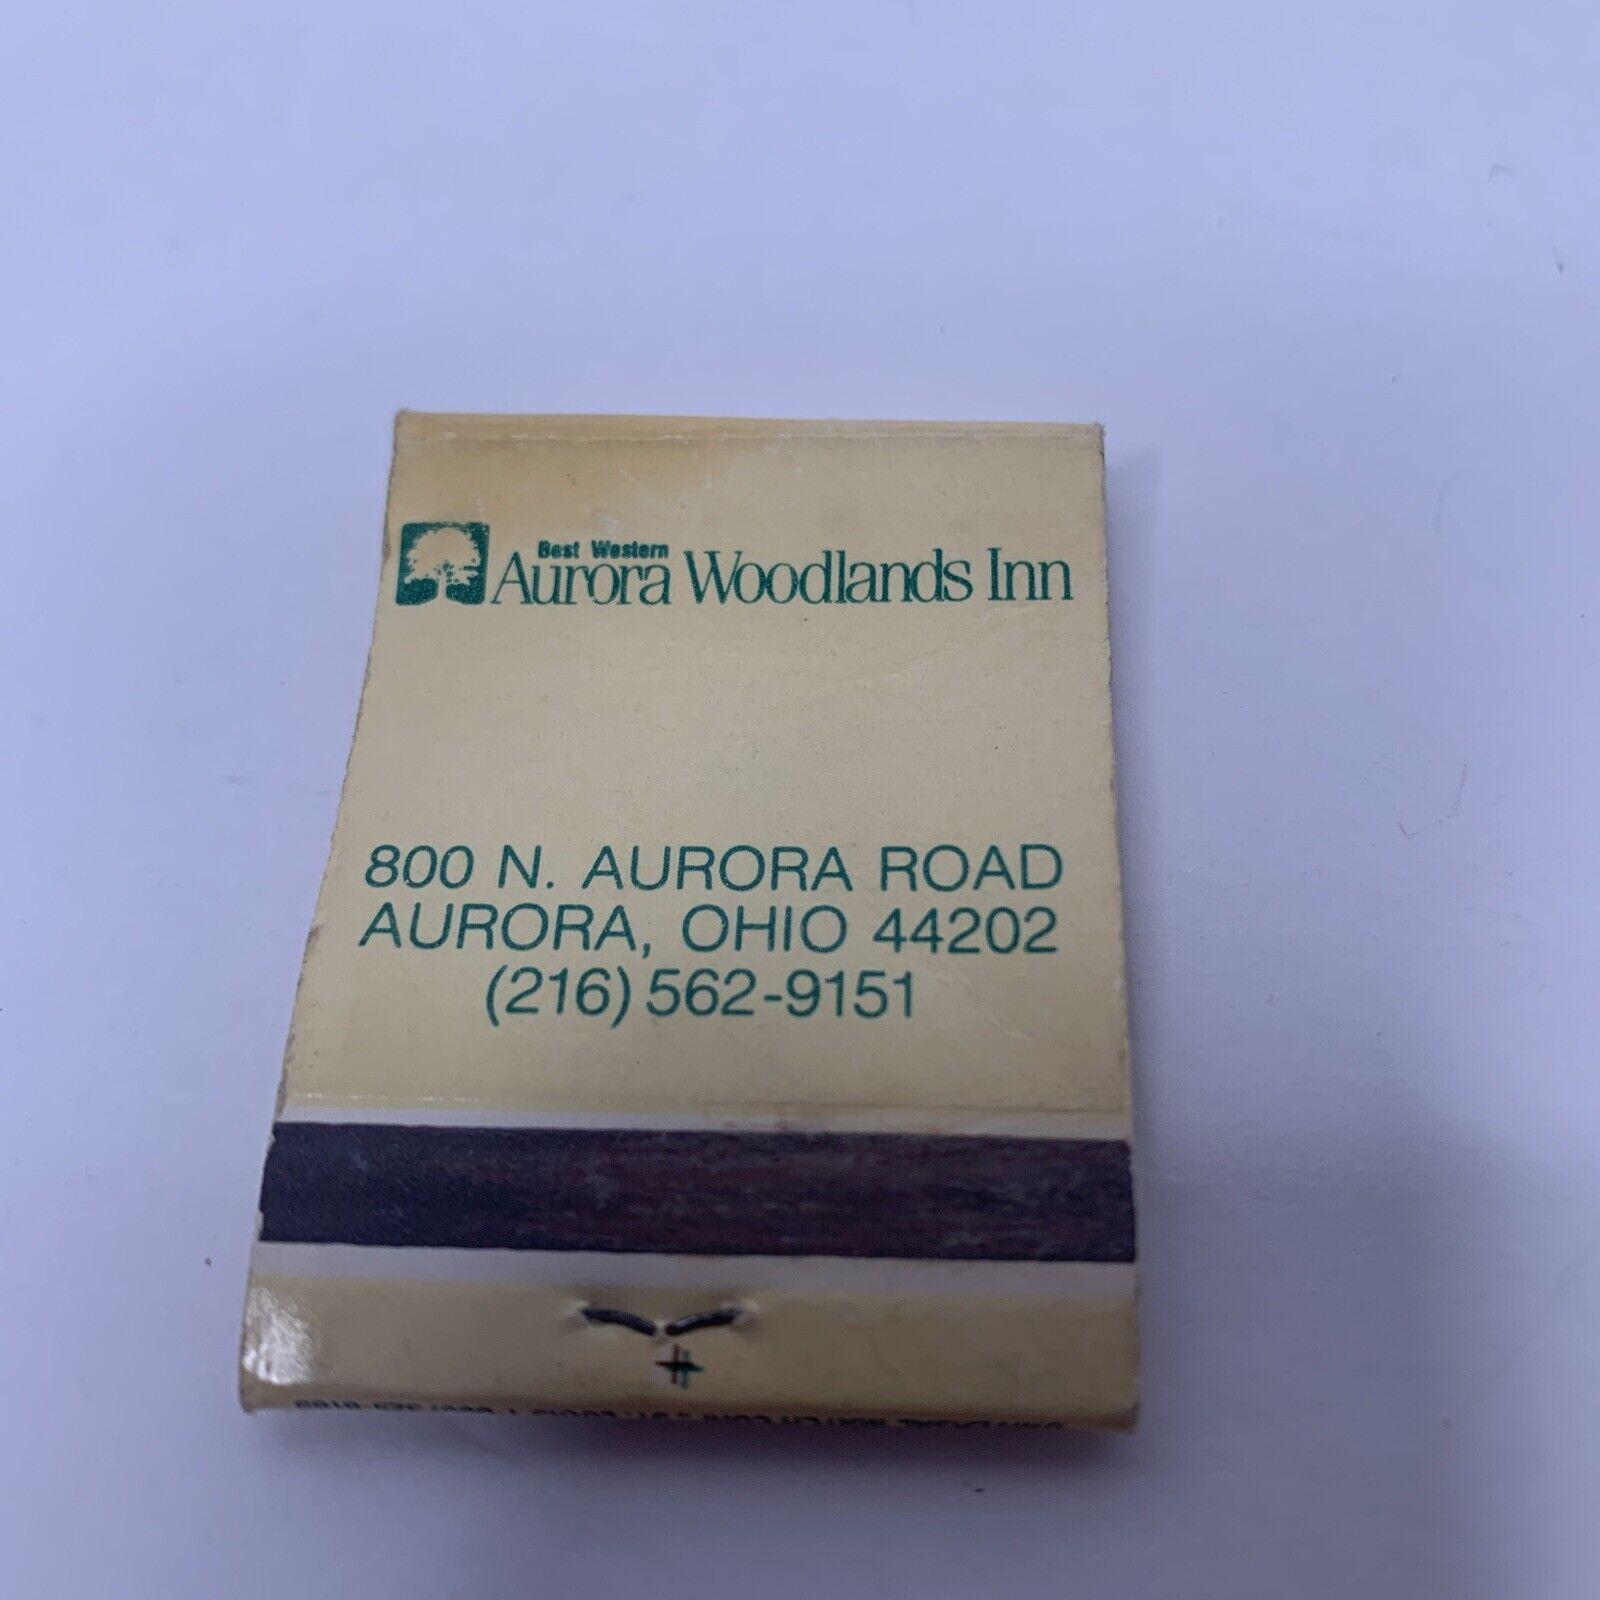 Best Western
Aurora Woodlands Inn
800 N. AURORA ROAD
AURORA, OHIO 44202
(216) 562-9151